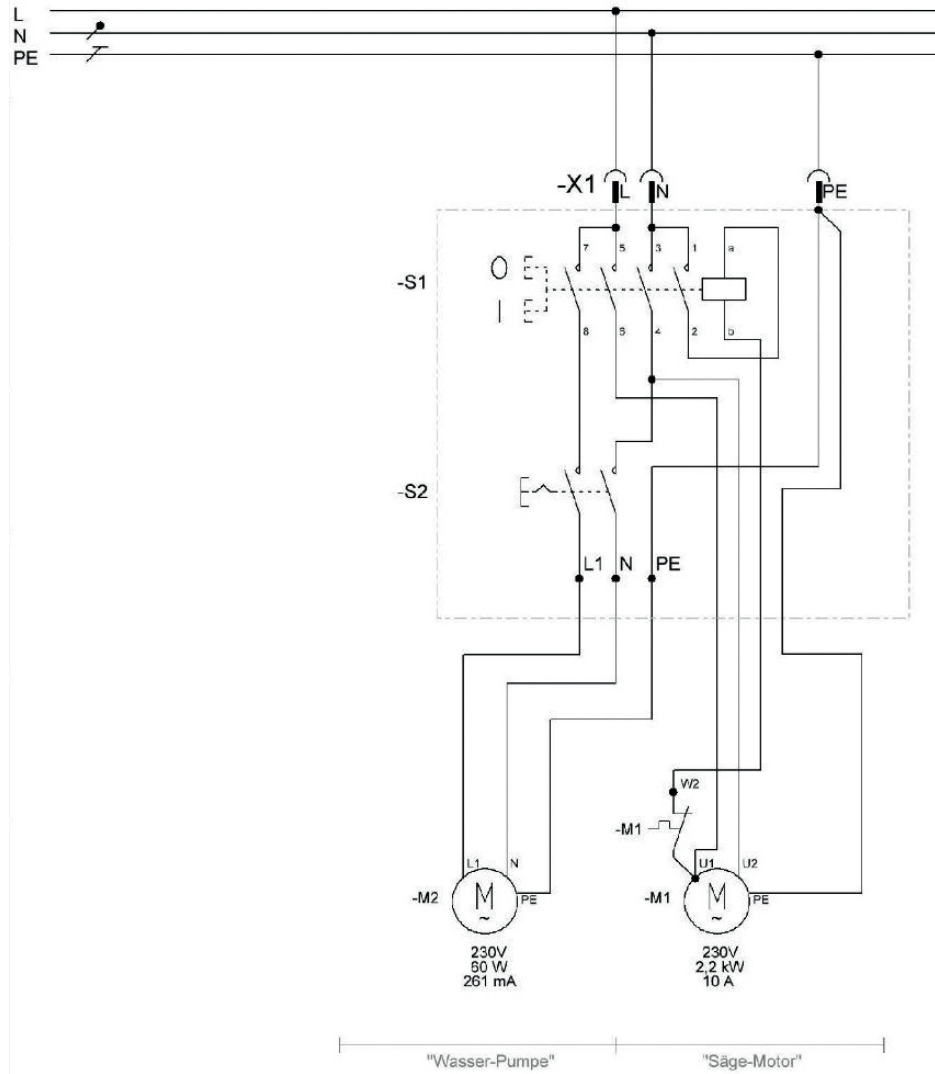 L
N
PE
-X1 L N PE
7 5 3 1 a
-S1 O
I
8 6 4 2 b
-S2
L1 N PE
W2
-M1
L1 N U1 U2
-M2 PE -M1 PE
M M
~ ~
230V 230V
60 W 2,2 kW
261 mA 10 A
"Wasser-Pumpe" "Säge-Motor"